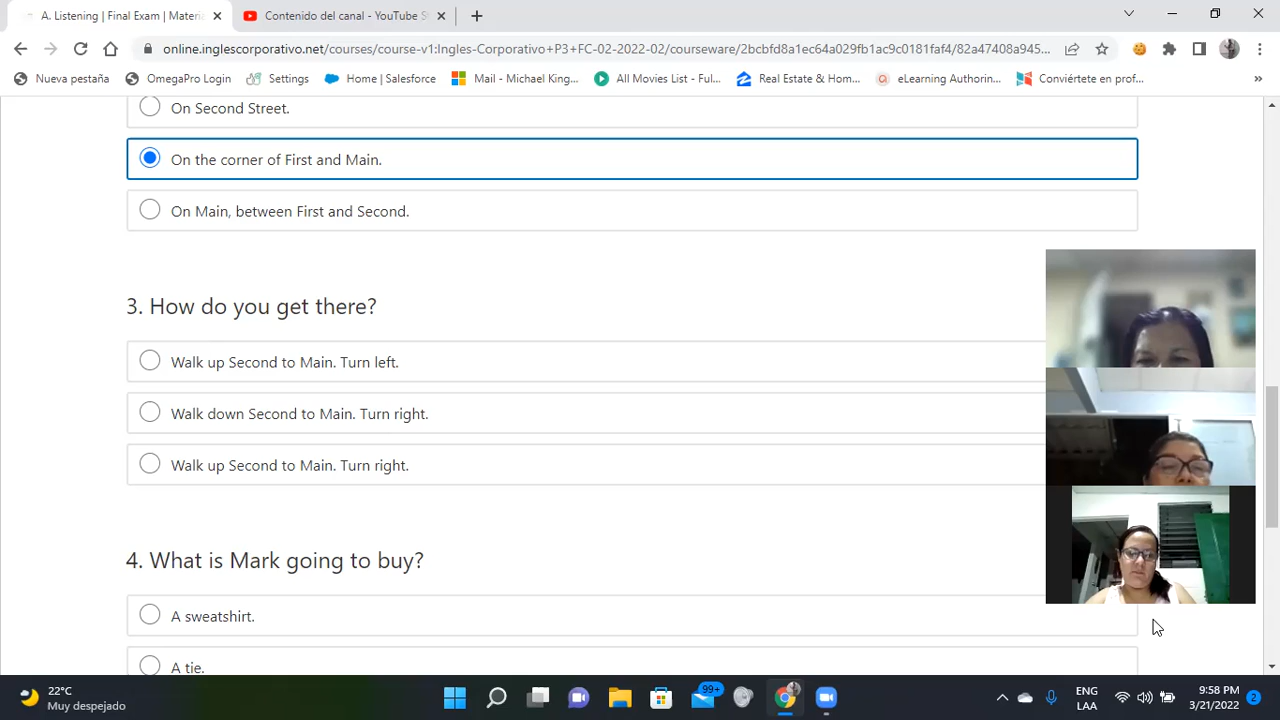 A. Listening | Final Exam | Materia
Contenido del canal - YouTube S
online.inglescorporativo.net/courses/course-v1:Ingles-Corporativo+P3+FC-02-2022-02/courseware/2bcbfd8a1ec64a029fb1ac9c0181faf4/82a47408a945...
Nueva pestaña
OmegaPro Login
Settings
Home | Salesforce
Mail - Michael King...
All Movies List - Ful...
Real Estate & Hom...
eLearning Authorin...
Conviértete en prof...
»
On Second Street.
On the corner of First and Main.
On Main, between First and Second.
3. How do you get there?
Walk up Second to Main. Turn left.
Walk down Second to Main. Turn right.
Walk up Second to Main. Turn right.
4. What is Mark going to buy?
A sweatshirt.
A tie.
22°C
Muy despejado
99+
ENG
LAA
9:58 PM
3/21/2022
2